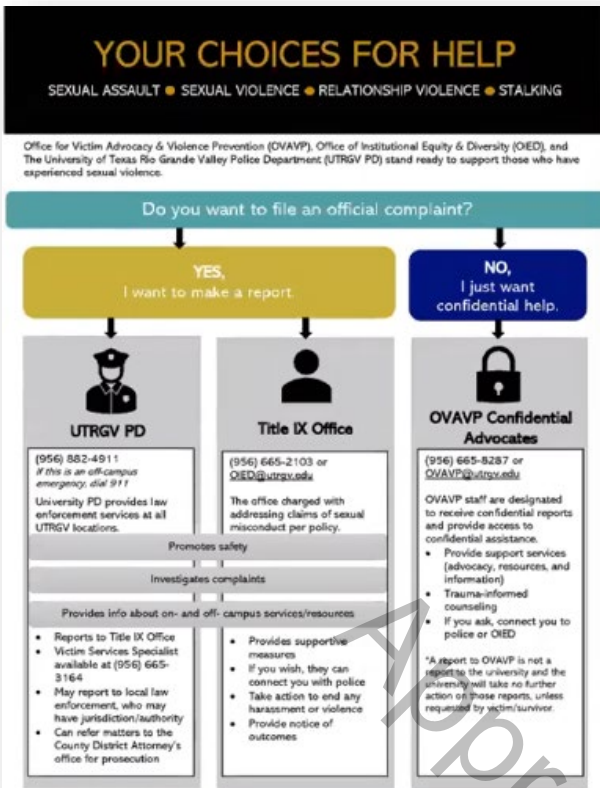 YOUR CHOICES FOR HELP
SEXUAL ASSAULT ● SEXUAL VIOLENCE ● RELATIONSHIP VIOLENCE ● STALKING
Office for Victim Advocacy & Violence Prevention (OVAVP), Office of Institutional Equity & Diversity (OIED), and
The University of Texas Rio Grande Valley Police Department (UTRGV PD) stand ready to support those who have
experienced sexual violence.
Do you want to file an official complaint?
YES,
I want to make a report.
NO,
I just want
confidential help.
UTRGV PD
(956) 882-4911
If this is an off-campus
emergency, dial 911
University PD provides law
enforcement services at all
UTRGV locations.
Title IX Office
(956) 665-2103 or
OIED@utrgv.edu
The office charged with
addressing claims of sexual
misconduct per policy.
Promotes safety
Investigates complaints
Provides info about on- and off- campus services/resources
• Reports to Title IX Office
• Victim Services Specialist
available at (956) 665-
3164
• May report to local law
enforcement, who may
have jurisdiction/authority
• Can refer matters to the
County District Attorney's
office for prosecution
• Provides supportive
measures
• If you wish, they can
connect you with police
• Take action to end any
harassment or violence
• Provide notice of
outcomes
OVAVP Confidential
Advocates
(956) 665-8287 or
OVAVP@utrgv.edu
OVAVP staff are designated
to receive confidential reports
and provide access to
confidential assistance.
• Provide support services
(advocacy, resources, and
information)
• Trauma-informed
counseling
• If you ask, connect you to
police or OIED
*A report to OVAVP is not a
report to the university and the
university will take no further
action on those reports, unless
requested by victim/survivor.
Appr